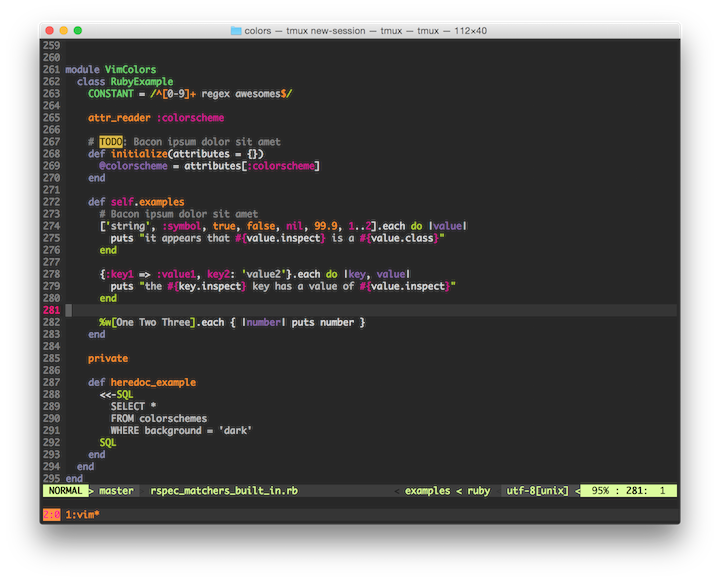 colors — tmux new-session — tmux — tmux — 112×40
259
260
261 module VimColors
262   class RubyExample
263     CONSTANT = /^[0-9]+ regex awesomes$/
264
265     attr_reader :colorscheme
266
267     # TODO: Bacon ipsum dolor sit amet
268     def initialize(attributes = {})
269       @colorscheme = attributes[:colorscheme]
270     end
271
272     def self.examples
273       # Bacon ipsum dolor sit amet
274       ['string', :symbol, true, false, nil, 99.9, 1..2].each do |value|
275         puts "it appears that #{value.inspect} is a #{value.class}"
276       end
277
278       {:key1 => :value1, key2: 'value2'}.each do |key, value|
279         puts "the #{key.inspect} key has a value of #{value.inspect}"
280       end
281
282       %w[One Two Three].each { |number| puts number }
283     end
284
285     private
286
287     def heredoc_example
288       <<-SQL
289         SELECT *
290         FROM colorschemes
291         WHERE background = 'dark'
292       SQL
293     end
294   end
295 end
NORMAL > master  rspec_matchers_built_in.rb < examples < ruby  utf-8[unix] < 95% : 281:  1
1:vim*